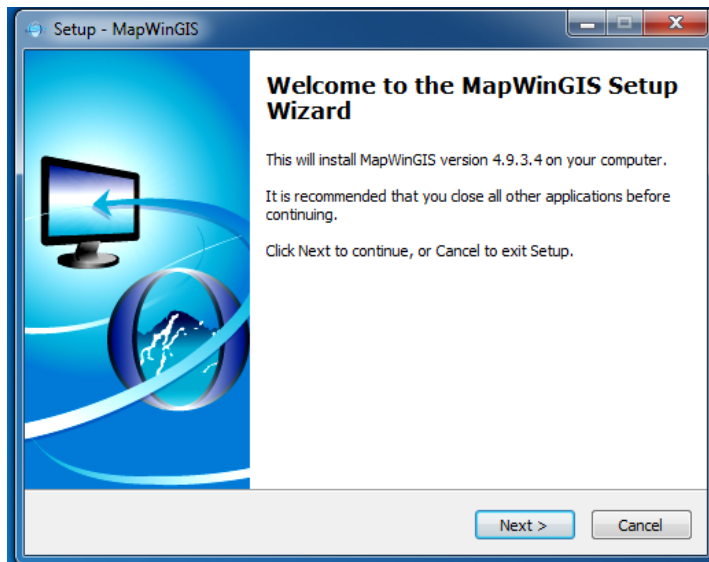 Setup - MapWinGIS
Welcome to the MapWinGIS Setup
Wizard
This will install MapWinGIS version 4.9.3.4 on your computer.
It is recommended that you close all other applications before
continuing.
Click Next to continue, or Cancel to exit Setup.
Next >
Cancel